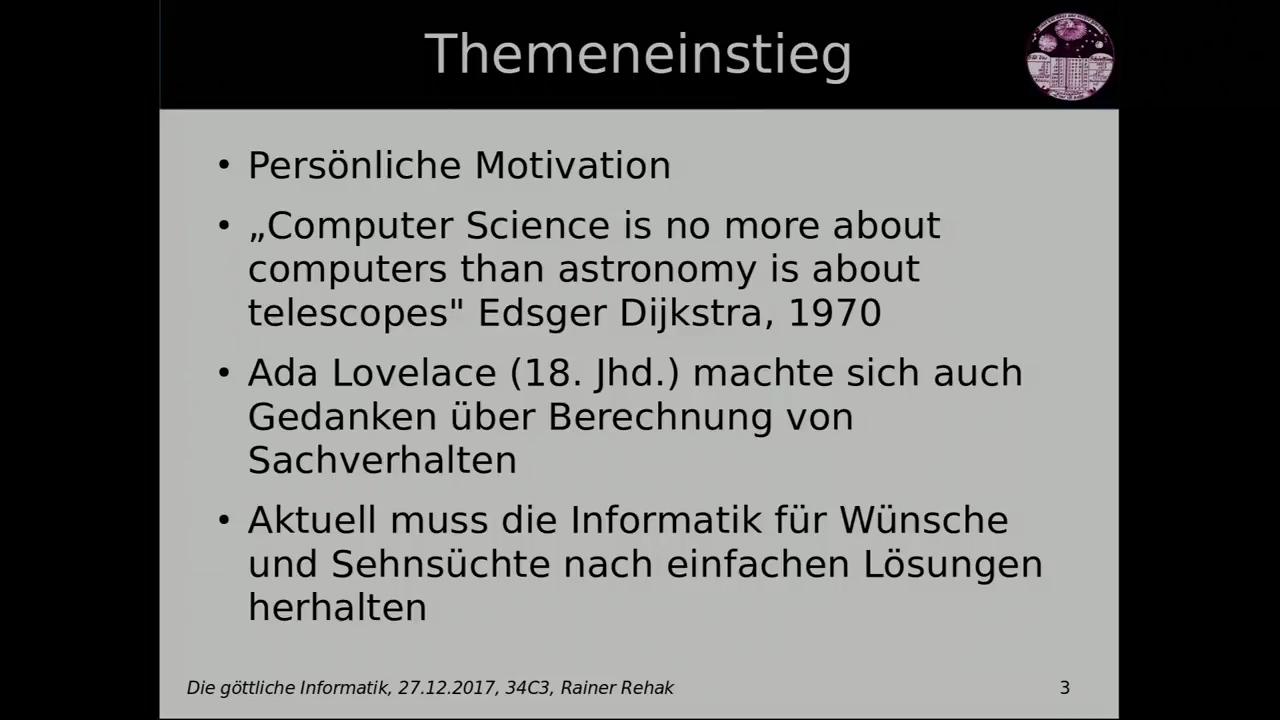 Themeneinstieg
• Persönliche Motivation
• „Computer Science is no more about
computers than astronomy is about
telescopes" Edsger Dijkstra, 1970
• Ada Lovelace (18. Jhd.) machte sich auch
Gedanken über Berechnung von
Sachverhalten
• Aktuell muss die Informatik für Wünsche
und Sehnsüchte nach einfachen Lösungen
herhalten
Die göttliche Informatik, 27.12.2017, 34C3, Rainer Rehak
3